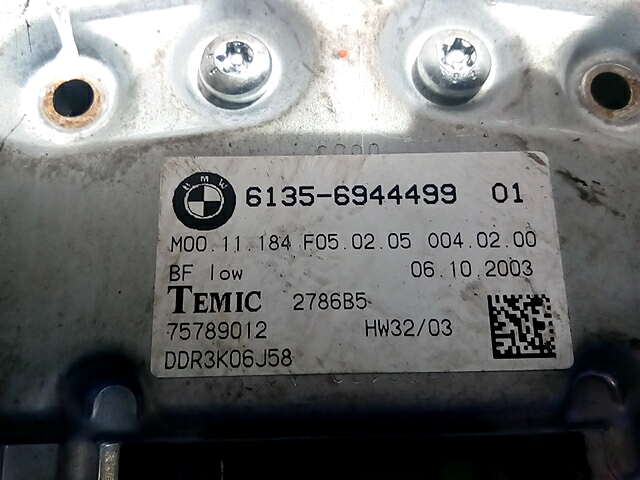 BMW
6135-6944499 01
M00.11.184 F05.02.05 004.02.00
BF low 06.10.2003
TEMIC 2786B5
75789012 HW32/03
DDR3K06J58